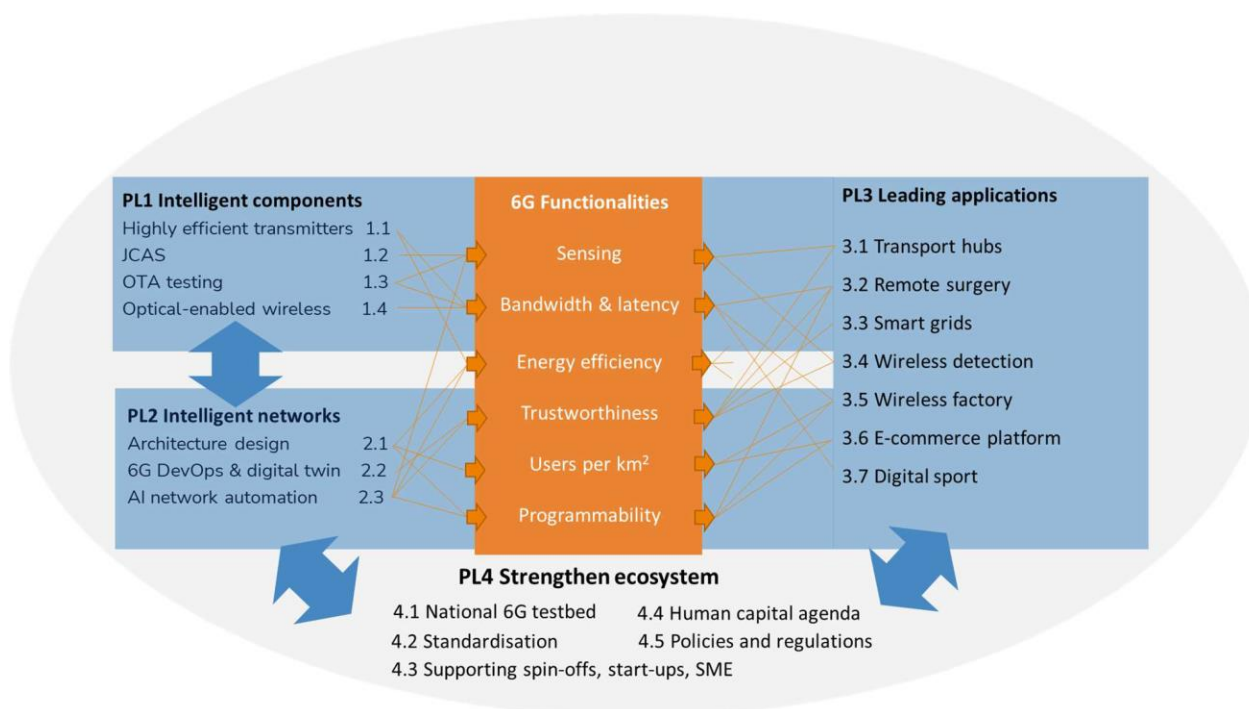 PL1 Intelligent components
Highly efficient transmitters 1.1
JCAS 1.2
OTA testing 1.3
Optical-enabled wireless 1.4
PL2 Intelligent networks
Architecture design 2.1
6G DevOps & digital twin 2.2
AI network automation 2.3
6G Functionalities
Sensing
Bandwidth & latency
Energy efficiency
Trustworthiness
Users per km²
Programmability
PL3 Leading applications
3.1 Transport hubs
3.2 Remote surgery
3.3 Smart grids
3.4 Wireless detection
3.5 Wireless factory
3.6 E-commerce platform
3.7 Digital sport
PL4 Strengthen ecosystem
4.1 National 6G testbed
4.2 Standardisation
4.3 Supporting spin-offs, start-ups, SME
4.4 Human capital agenda
4.5 Policies and regulations